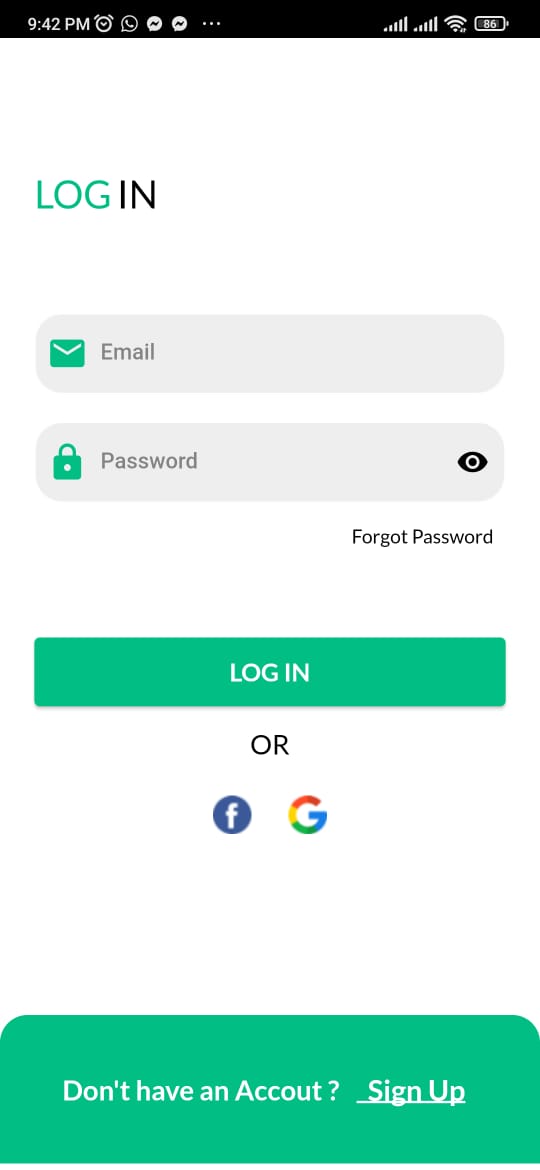 9:42 PM ... 86
LOG IN
Email
Password
Forgot Password
LOG IN
OR
f G
Don't have an Accout ? Sign Up